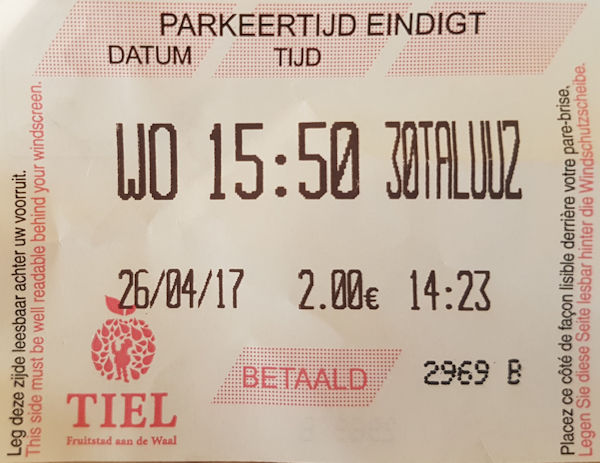 PARKEERTIJD EINDIGT
DATUM TIJD
WO 15:50 30TALUUZ
26/04/17 2.00€ 14:23
BETAALD 2969 B
TIEL
Fruitstad aan de Waal
Leg deze zijde leesbaar achter uw voorruit.
This side must be well readable behind your windscreen.
Placez ce côté de façon lisible derrière votre pare-brise.
Legen Sie diese Seite lesbar hinter die Windschutzscheibe.